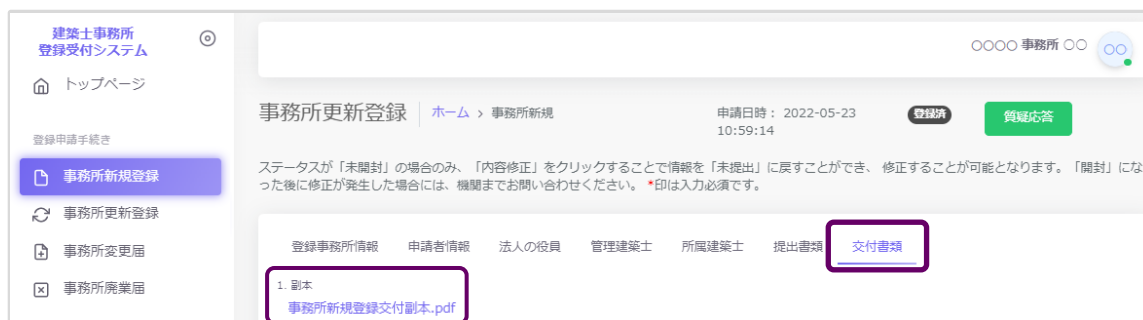 建築士事務所
登録受付システム
○○○○ 事務所 ○○
○○
トップページ
事務所更新登録
ホーム › 事務所新規
申請日時： 2022-05-23
10:59:14
登録済
質疑応答
登録申請手続き
ステータスが「未開封」の場合のみ、「内容修正」をクリックすることで情報を「未提出」に戻すことができ、 修正することが可能となります。「開封」にな
った後に修正が発生した場合には、機関までお問い合わせください。 *印は入力必須です。
事務所新規登録
事務所更新登録
事務所変更届
事務所廃業届
登録事務所情報
申請者情報
法人の役員
管理建築士
所属建築士
提出書類
交付書類
1. 副本
事務所新規登録交付副本.pdf